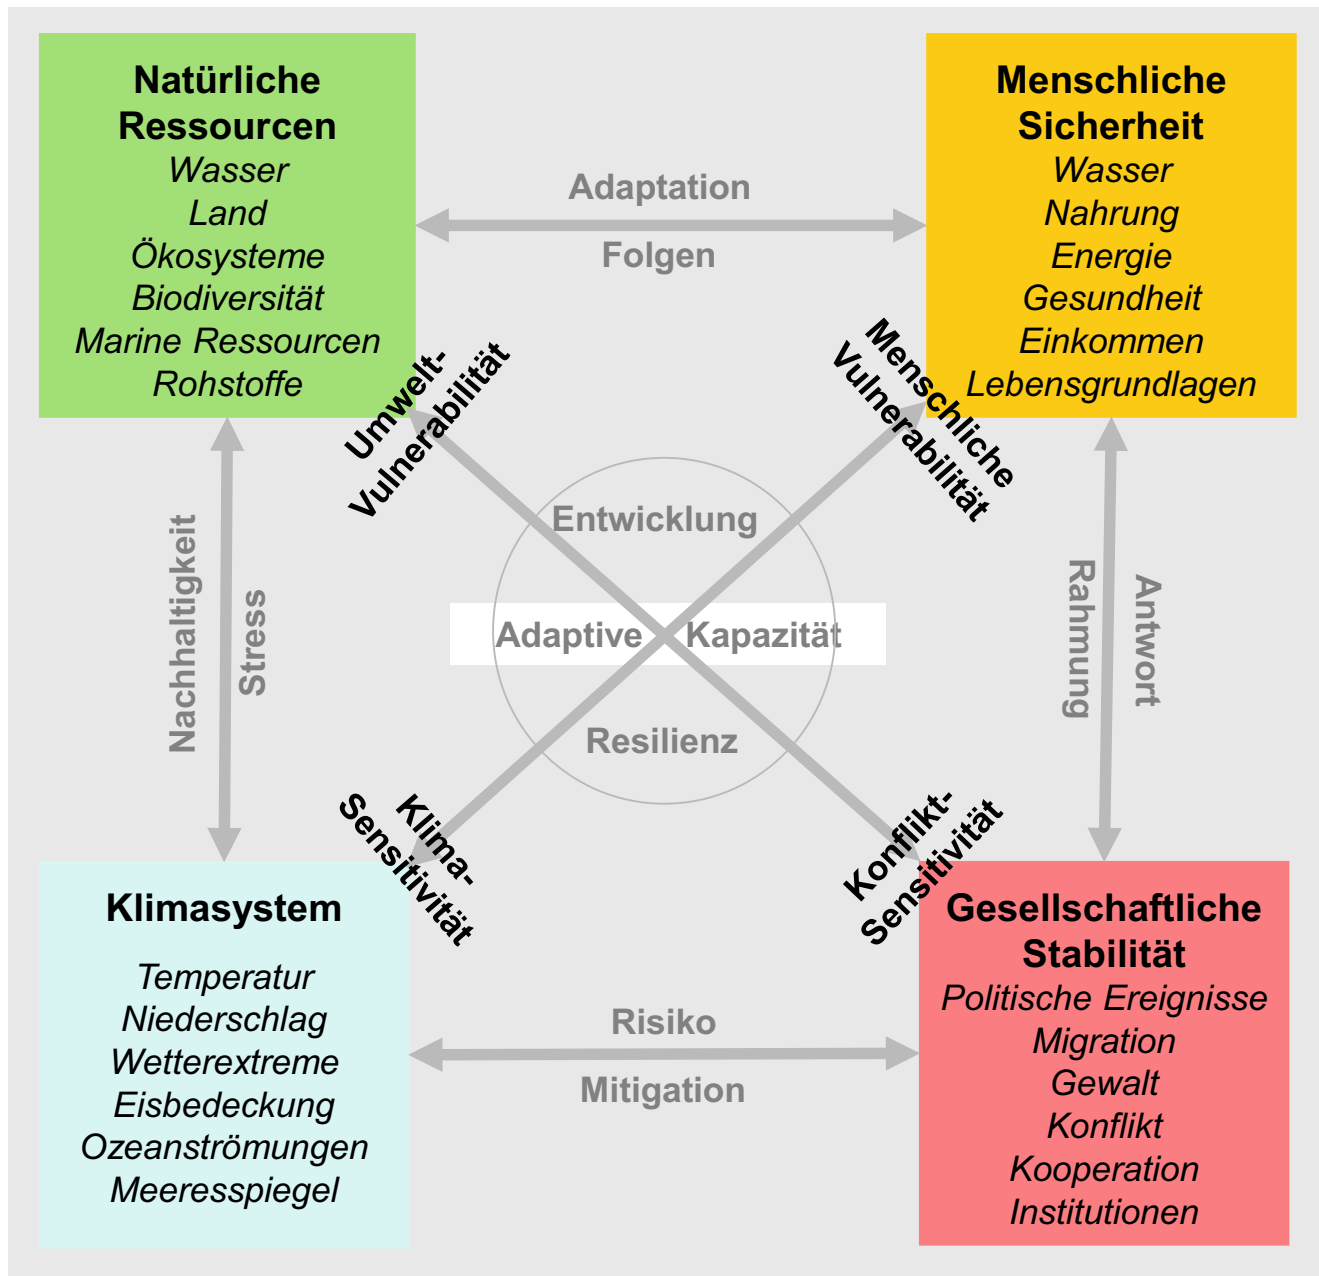 Natürliche
Ressourcen
Wasser
Land
Ökosysteme
Biodiversität
Marine Ressourcen
Rohstoffe
Adaptation
Folgen
Menschliche
Sicherheit
Wasser
Nahrung
Energie
Gesundheit
Einkommen
Lebensgrundlagen
Umwelt-
Vulnerabilität
Menschliche
Vulnerabilität
Nachhaltigkeit
Stress
Entwicklung
Adaptive Kapazität
Resilienz
Rahmung
Antwort
Klima-
Sensitivität
Konflikt-
Sensitivität
Klimasystem
Temperatur
Niederschlag
Wetterextreme
Eisbedeckung
Ozeanströmungen
Meeresspiegel
Risiko
Mitigation
Gesellschaftliche
Stabilität
Politische Ereignisse
Migration
Gewalt
Konflikt
Kooperation
Institutionen